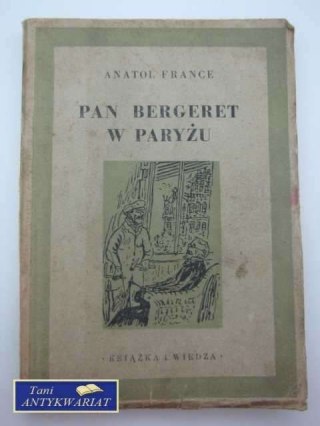 ANATOL FRANCE
PAN BERGERET
W PARYŻU
· KSIĄŻKA i WIEDZA ·
Tani
ANTYKWARIAT